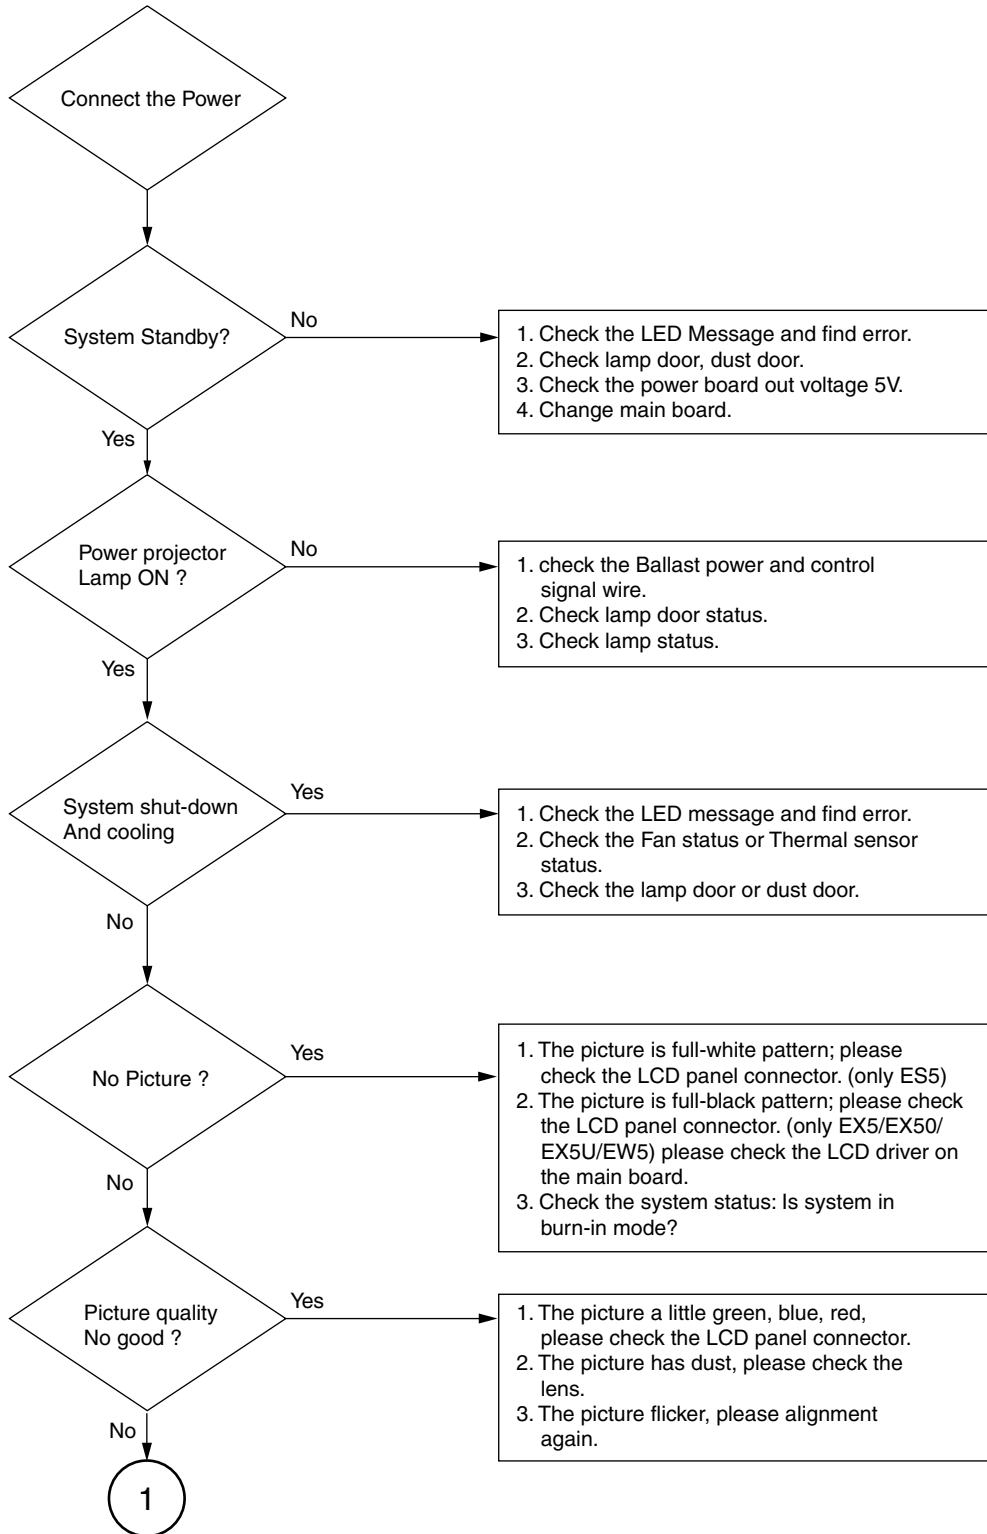 Connect the Power
System Standby?
No
1. Check the LED Message and find error.
2. Check lamp door, dust door.
3. Check the power board out voltage 5V.
4. Change main board.
Yes
Power projector
Lamp ON ?
No
1. check the Ballast power and control
signal wire.
2. Check lamp door status.
3. Check lamp status.
Yes
System shut-down
And cooling
Yes
1. Check the LED message and find error.
2. Check the Fan status or Thermal sensor
status.
3. Check the lamp door or dust door.
No
No Picture ?
Yes
1. The picture is full-white pattern; please
check the LCD panel connector. (only ES5)
2. The picture is full-black pattern; please check
the LCD panel connector. (only EX5/EX50/
EX5U/EW5) please check the LCD driver on
the main board.
3. Check the system status: Is system in
burn-in mode?
No
Picture quality
No good ?
Yes
1. The picture a little green, blue, red,
please check the LCD panel connector.
2. The picture has dust, please check the
lens.
3. The picture flicker, please alignment
again.
No
1